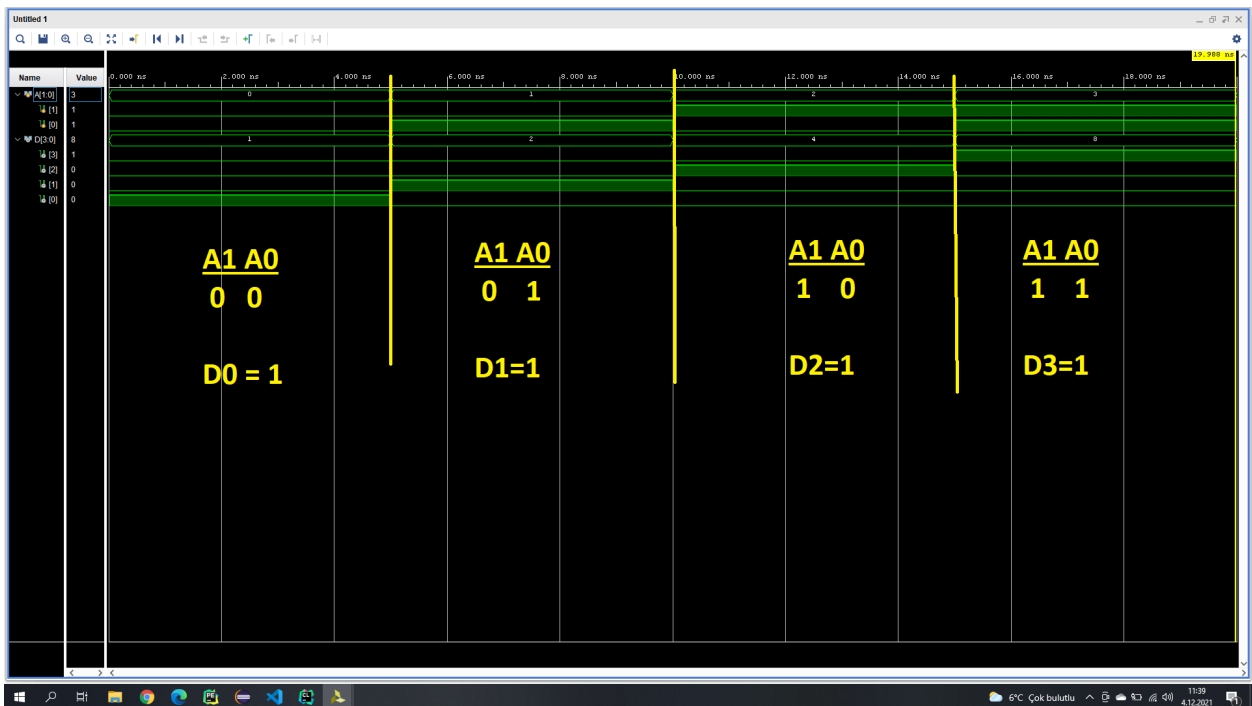 Untitled 1
19.988 ns
Name Value
0.000 ns 2.000 ns 4.000 ns 6.000 ns 8.000 ns 10.000 ns 12.000 ns 14.000 ns 16.000 ns 18.000 ns
A[1:0] 3 0 1 2 3
[1] 1
[0] 1
D[3:0] 8 1 2 4 8
[3] 1
[2] 0
[1] 0
[0] 0
A1 A0 A1 A0 A1 A0 A1 A0
0 0 0 1 1 0 1 1
D0 = 1 D1=1 D2=1 D3=1
PE CL
6°C Çok bulutlu
11:39
4.12.2021